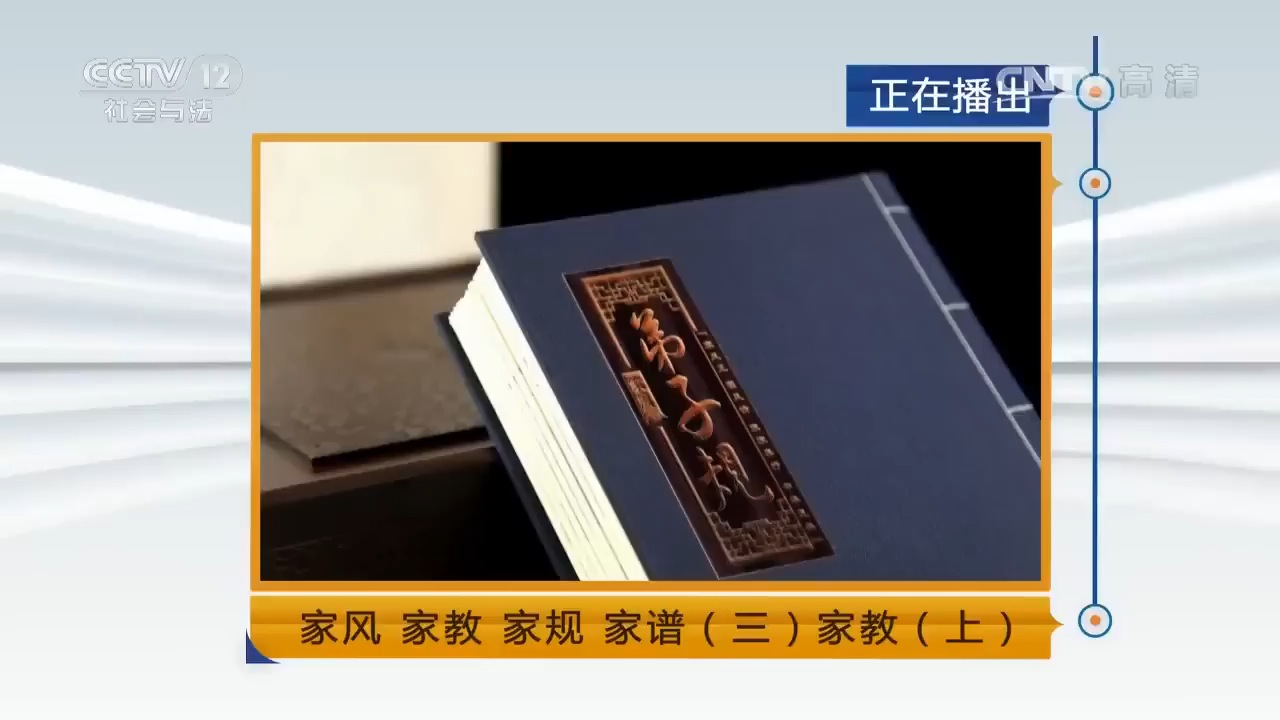 CCTV 12
社会与法
正在播出
CNTV 高清
弟子规
家风 家教 家规 家谱（三）家教（上）